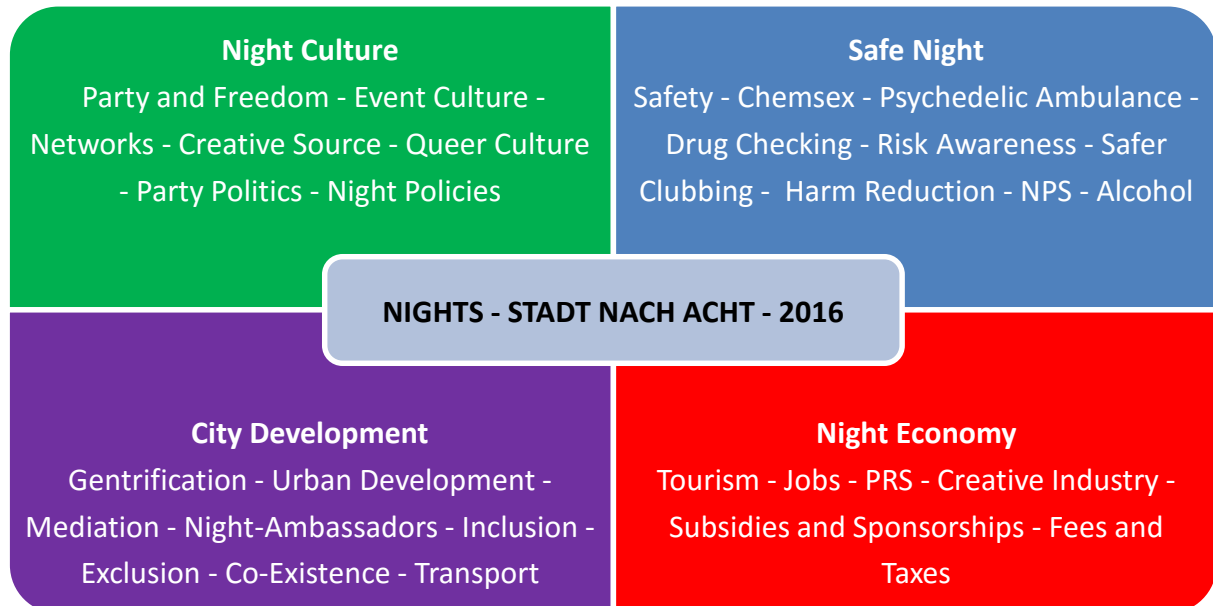 Night Culture
Party and Freedom - Event Culture -
Networks - Creative Source - Queer Culture
- Party Politics - Night Policies
Safe Night
Safety - Chemsex - Psychedelic Ambulance -
Drug Checking - Risk Awareness - Safer
Clubbing - Harm Reduction - NPS - Alcohol
NIGHTS - STADT NACH ACHT - 2016
City Development
Gentrification - Urban Development -
Mediation - Night-Ambassadors - Inclusion -
Exclusion - Co-Existence - Transport
Night Economy
Tourism - Jobs - PRS - Creative Industry -
Subsidies and Sponsorships - Fees and
Taxes